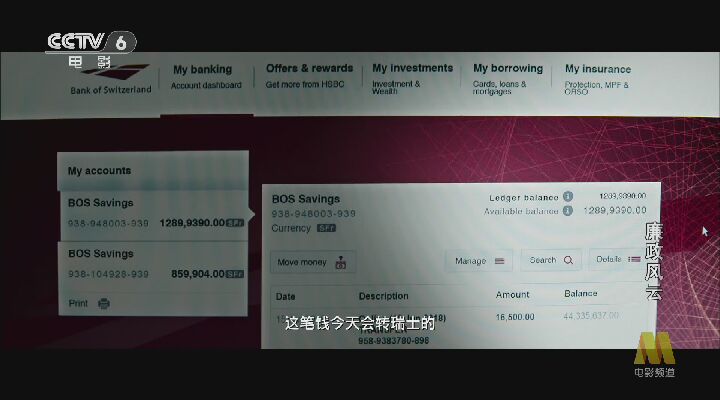 CCTV 6
电影
Bank of Switzerland
My banking
Account dashboard
Offers & rewards
Get more from HSBC
My investments
Investment &
Wealth
My borrowing
Cards, loans &
mortgages
My insurance
Protection, MPF &
ORSO
My accounts
BOS Savings
938-948003-939 1289,9390.00 SFr
BOS Savings
938-104928-939 859,904.00 SFr
Print
BOS Savings
938-948003-939
Currency SFr
Ledger balance 1289,9390.00
Available balance 1289,9390.00
Move money
Manage
Search
Details
Date Description Amount Balance
16,500.00 44,335,637.00
958-9383780-898
这笔钱今天会转瑞士的
廉政风云
电影频道